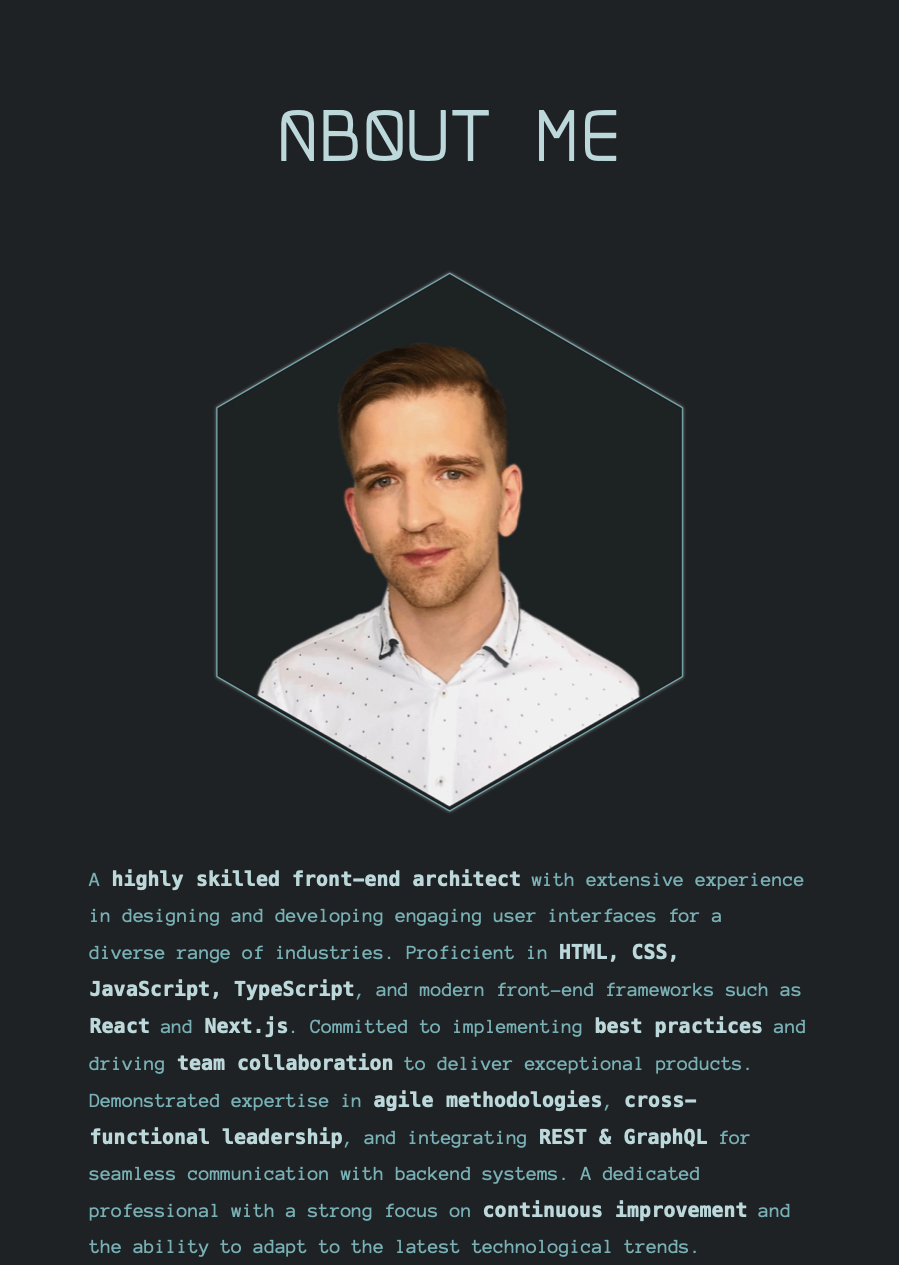 ABOUT ME
A highly skilled front-end architect with extensive experience
in designing and developing engaging user interfaces for a
diverse range of industries. Proficient in HTML, CSS,
JavaScript, TypeScript, and modern front-end frameworks such as
React and Next.js. Committed to implementing best practices and
driving team collaboration to deliver exceptional products.
Demonstrated expertise in agile methodologies, cross-
functional leadership, and integrating REST & GraphQL for
seamless communication with backend systems. A dedicated
professional with a strong focus on continuous improvement and
the ability to adapt to the latest technological trends.